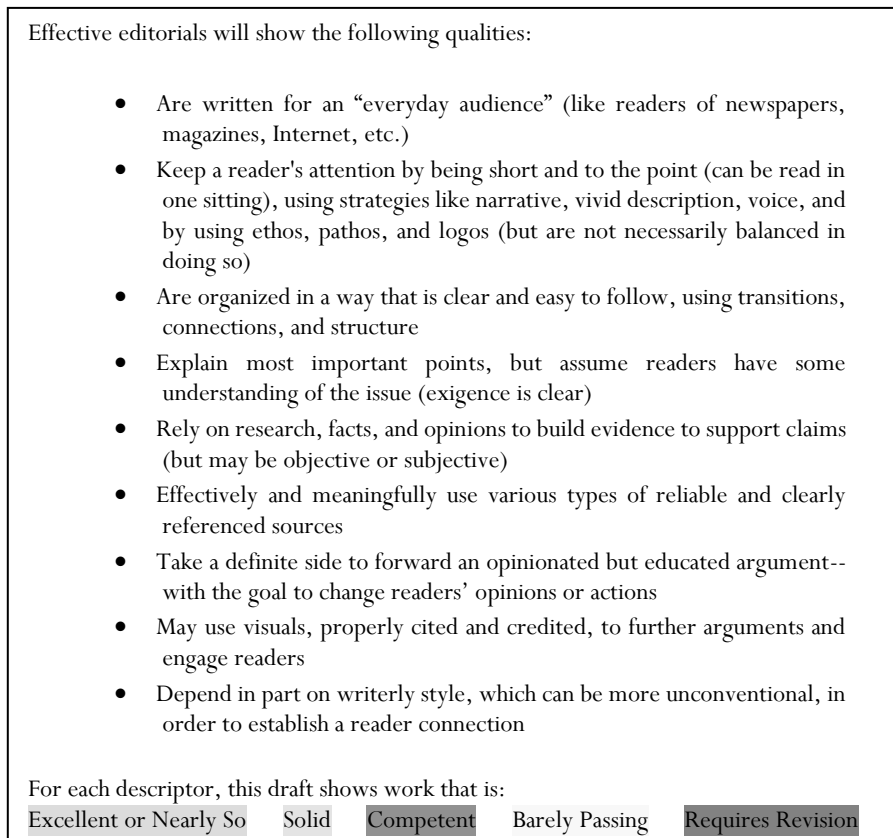 Effective editorials will show the following qualities:
• Are written for an “everyday audience” (like readers of newspapers,
magazines, Internet, etc.)
• Keep a reader's attention by being short and to the point (can be read in
one sitting), using strategies like narrative, vivid description, voice, and
by using ethos, pathos, and logos (but are not necessarily balanced in
doing so)
• Are organized in a way that is clear and easy to follow, using transitions,
connections, and structure
• Explain most important points, but assume readers have some
understanding of the issue (exigence is clear)
• Rely on research, facts, and opinions to build evidence to support claims
(but may be objective or subjective)
• Effectively and meaningfully use various types of reliable and clearly
referenced sources
• Take a definite side to forward an opinionated but educated argument--
with the goal to change readers’ opinions or actions
• May use visuals, properly cited and credited, to further arguments and
engage readers
• Depend in part on writerly style, which can be more unconventional, in
order to establish a reader connection
For each descriptor, this draft shows work that is:
Excellent or Nearly So Solid Competent Barely Passing Requires Revision